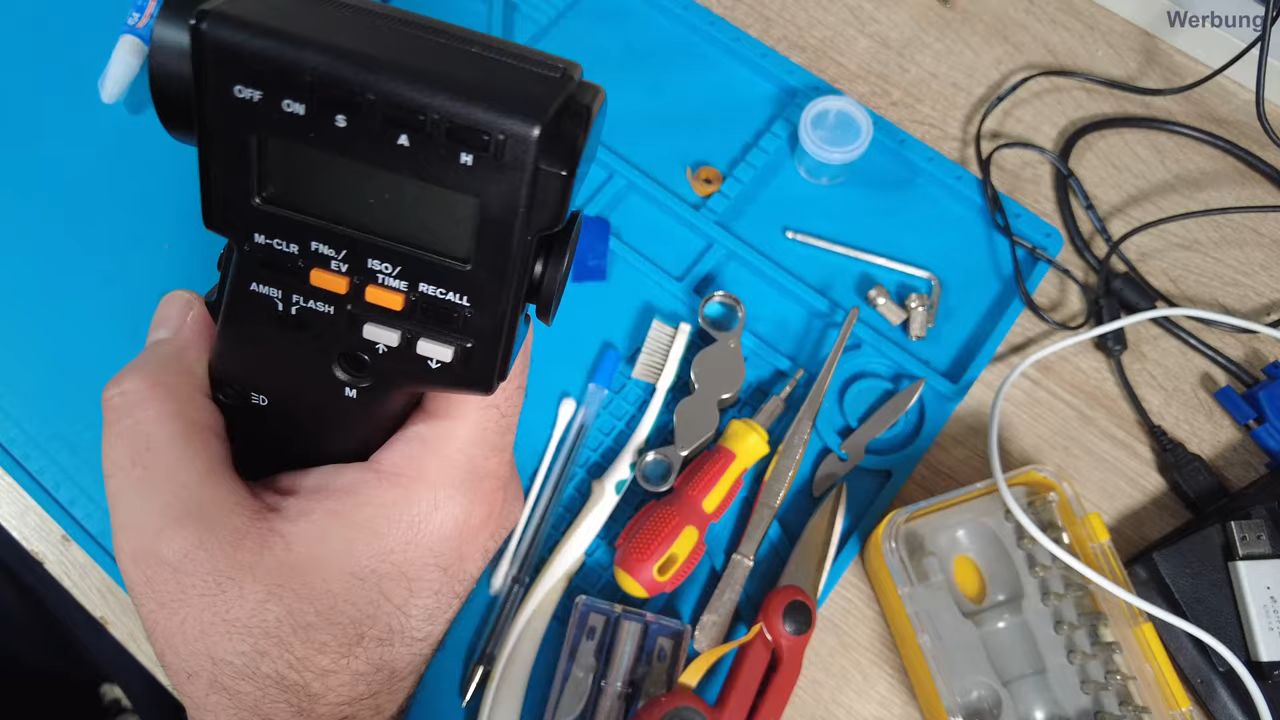 Werbung
OFF ON S A H
M-CLR FNo./EV ISO/TIME RECALL
AMBI FLASH
↑ ↓
M